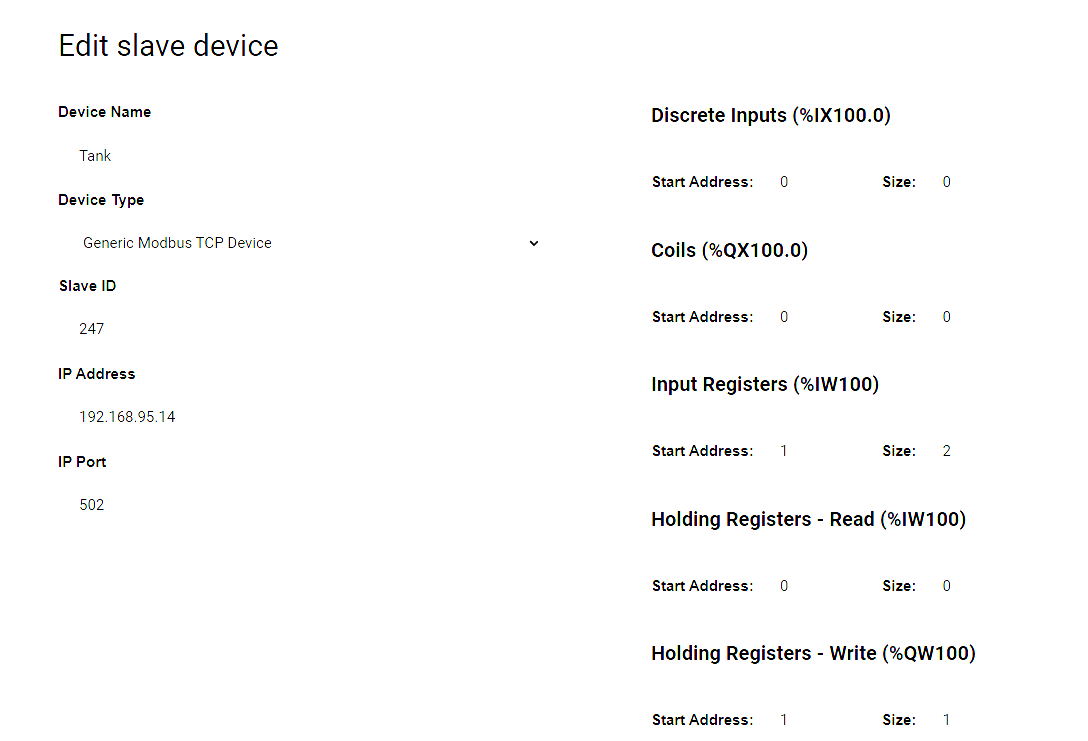 Edit slave device
Device Name
Tank
Device Type
Generic Modbus TCP Device
Slave ID
247
IP Address
192.168.95.14
IP Port
502
Discrete Inputs (%IX100.0)
Start Address: 0 Size: 0
Coils (%QX100.0)
Start Address: 0 Size: 0
Input Registers (%IW100)
Start Address: 1 Size: 2
Holding Registers - Read (%IW100)
Start Address: 0 Size: 0
Holding Registers - Write (%QW100)
Start Address: 1 Size: 1